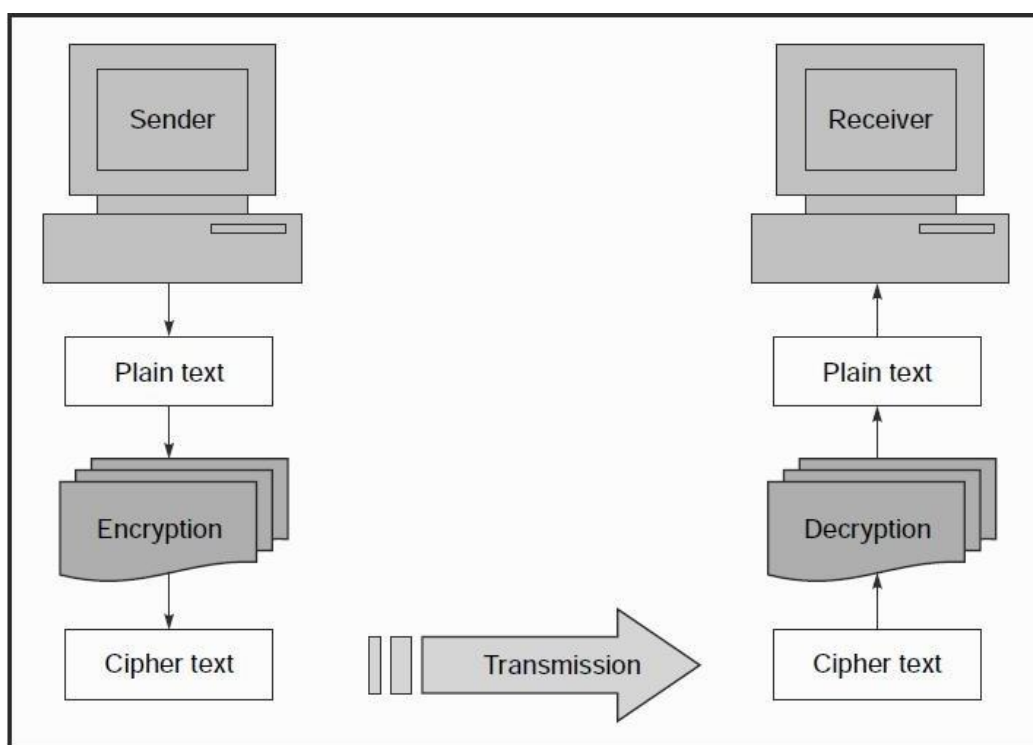 Sender
Receiver
Plain text
Plain text
Encryption
Decryption
Cipher text
Transmission
Cipher text